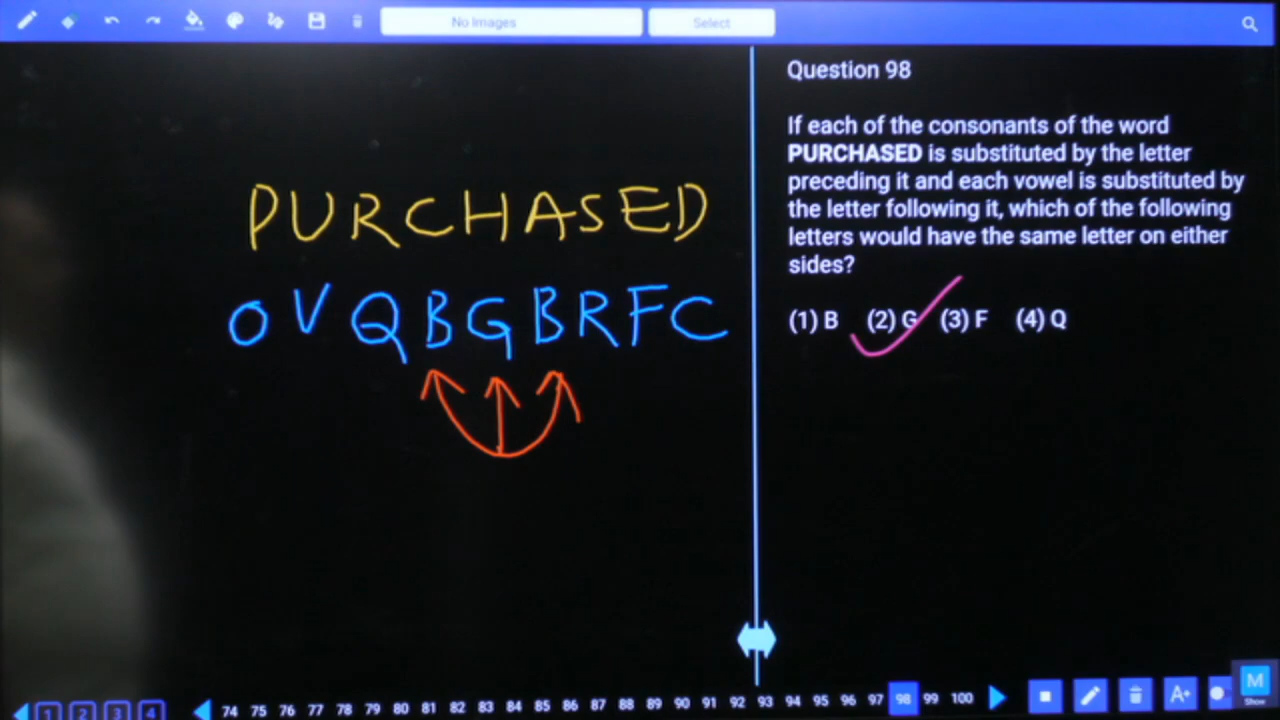 No Images Select
PURCHASED
OVQBGBRFC
Question 98
If each of the consonants of the word
PURCHASED is substituted by the letter
preceding it and each vowel is substituted by
the letter following it, which of the following
letters would have the same letter on either
sides?
(1) B (2) G (3) F (4) Q
1 2 3 4 74 75 76 77 78 79 80 81 82 83 84 85 86 87 88 89 90 91 92 93 94 95 96 97 98 99 100 A+ M
Show